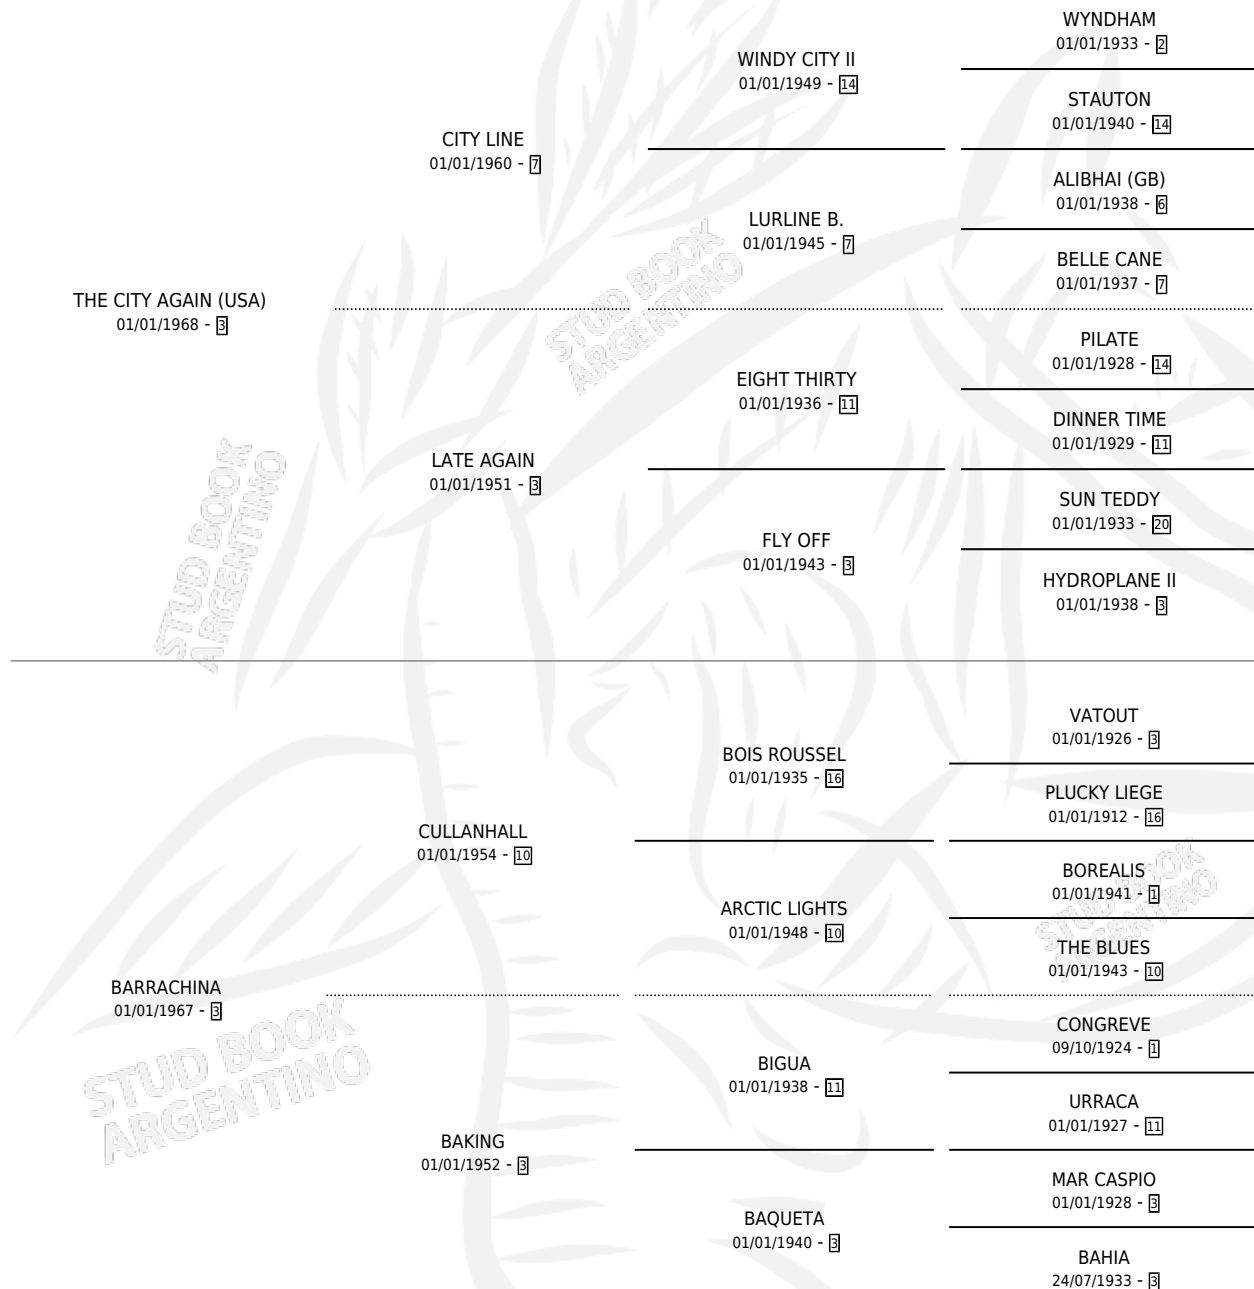 WYNDHAM
01/01/1933 - 2
WINDY CITY II
01/01/1949 - 14
STAUTON
01/01/1940 - 14
CITY LINE
01/01/1960 - 7
ALIBHAI (GB)
01/01/1938 - 6
LURLINE B.
01/01/1945 - 7
BELLE CANE
01/01/1937 - 7
THE CITY AGAIN (USA)
01/01/1968 - 3
STUD BOOK
ARGENTINO
PILATE
01/01/1928 - 14
EIGHT THIRTY
01/01/1936 - 11
DINNER TIME
01/01/1929 - 11
LATE AGAIN
01/01/1951 - 3
SUN TEDDY
01/01/1933 - 20
FLY OFF
01/01/1943 - 3
HYDROPLANE II
01/01/1938 - 3
STUD BOOK
ARGENTINO
VATOUT
01/01/1926 - 3
BOIS ROUSSEL
01/01/1935 - 16
PLUCKY LIEGE
01/01/1912 - 16
CULLANHALL
01/01/1954 - 10
BOREALIS
01/01/1941 - 1
ARCTIC LIGHTS
01/01/1948 - 10
STUD BOOK
ARGENTINO
THE BLUES
01/01/1943 - 10
BARRACHINA
01/01/1967 - 3
CONGREVE
09/10/1924 - 1
BIGUA
01/01/1938 - 11
STUD BOOK
ARGENTINO
URRACA
01/01/1927 - 11
BAKING
01/01/1952 - 3
MAR CASPIO
01/01/1928 - 3
BAQUETA
01/01/1940 - 3
BAHIA
24/07/1933 - 3